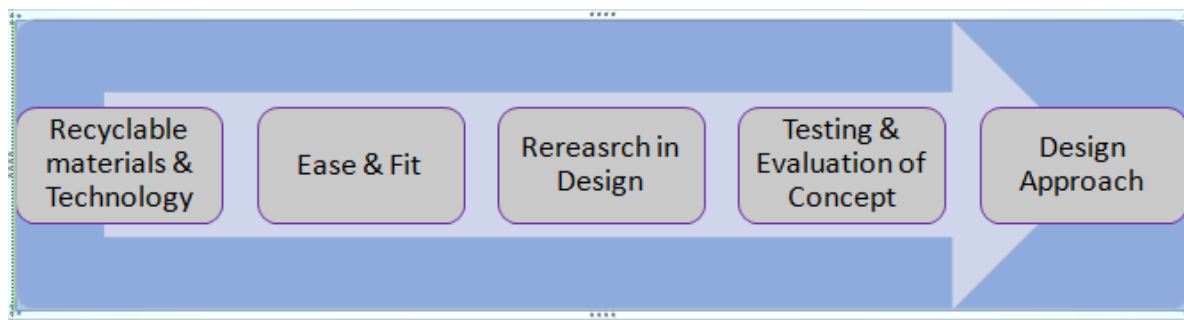 Recyclable
materials &
Technology
Ease & Fit
Rereasrch in
Design
Testing &
Evaluation of
Concept
Design
Approach